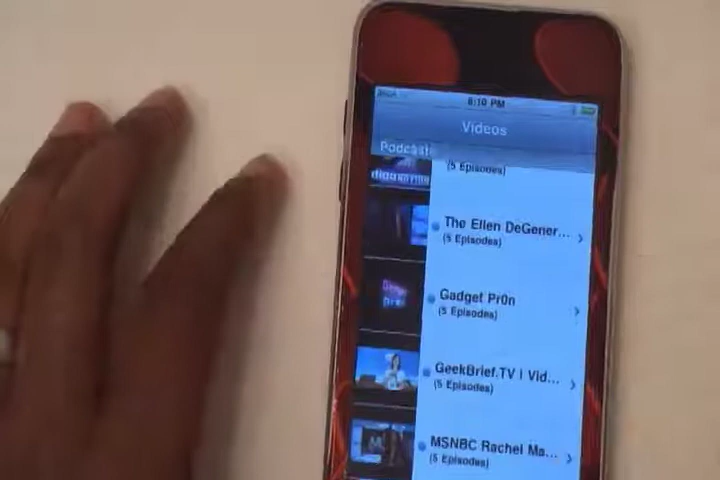 6:10 PM
Videos
Podcasts
(5 Episodes)
The Ellen DeGener...
(5 Episodes)
Gadget Pr0n
(5 Episodes)
GeekBrief.TV | Vid...
(5 Episodes)
MSNBC Rachel Ma...
(5 Episodes)